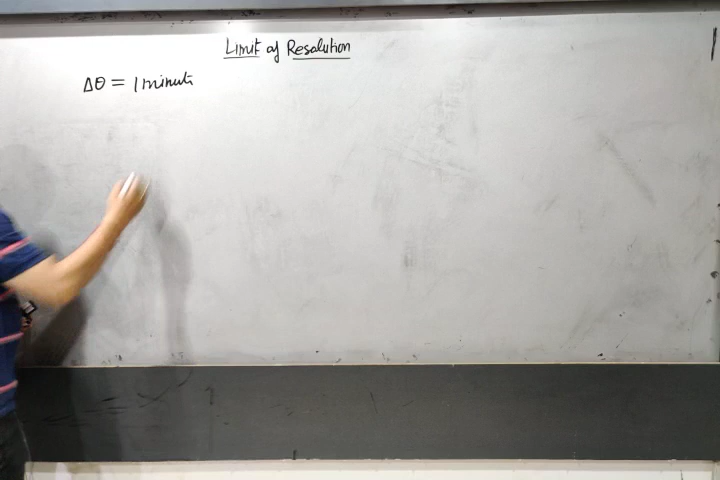 Limit of Resolution
Δθ = 1 minute